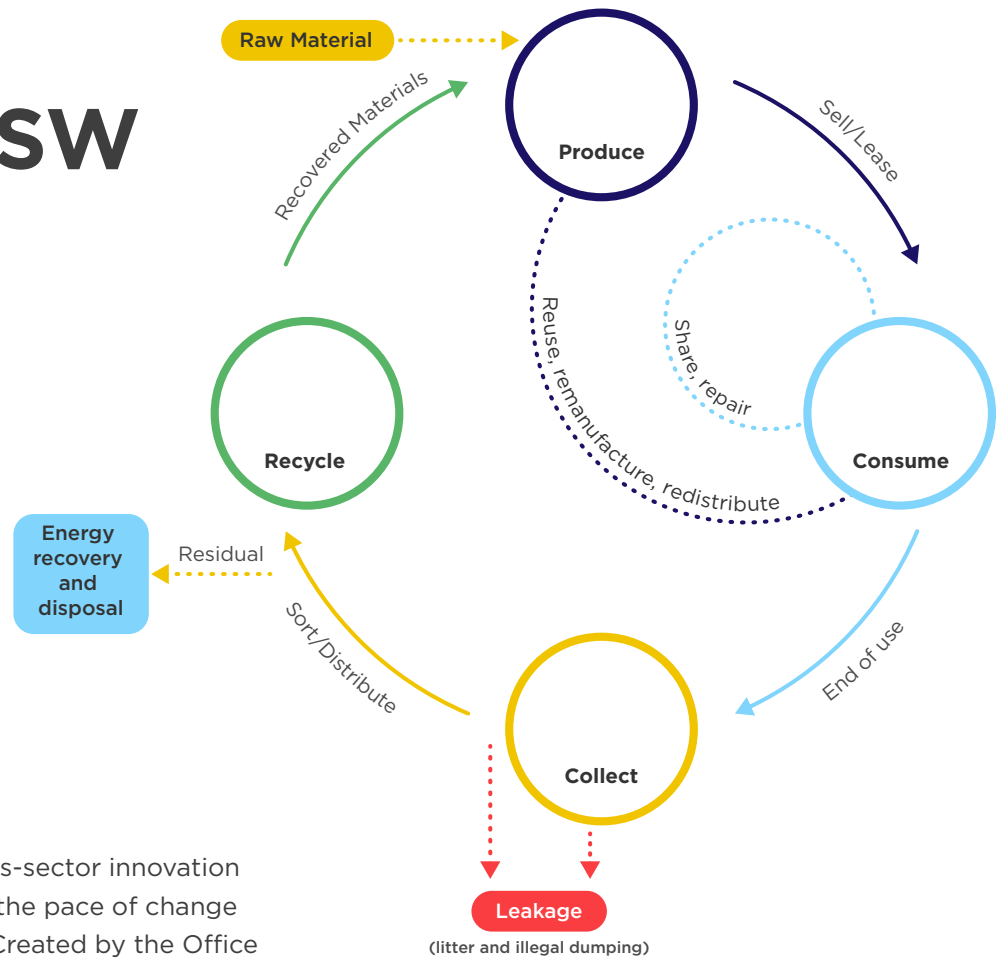 SW
Raw Material
Recovered Materials
Produce
Sell/Lease
Reuse, remanufacture, redistribute
Share, repair
Recycle
Consume
Energy
recovery
and
disposal
Residual
Sort/Distribute
End of use
Collect
Leakage
(litter and illegal dumping)
s-sector innovation
the pace of change
Created by the Office